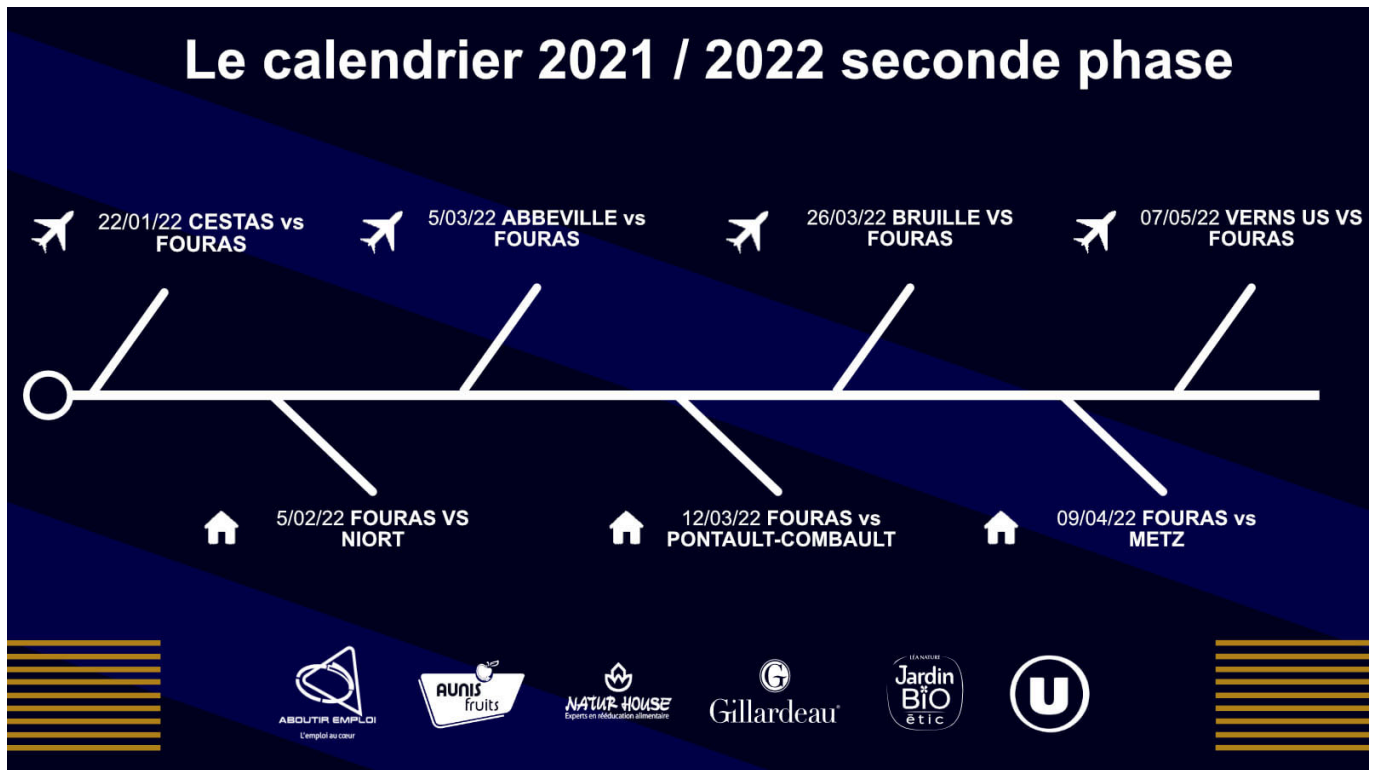 Le calendrier 2021 / 2022 seconde phase
22/01/22 CESTAS vs
FOURAS
5/03/22 ABBEVILLE vs
FOURAS
26/03/22 BRUILLE VS
FOURAS
07/05/22 VERNS US VS
FOURAS
5/02/22 FOURAS VS
NIORT
12/03/22 FOURAS vs
PONTAULT-COMBAULT
09/04/22 FOURAS vs
METZ
ABOUTIR EMPLOI
L'emploi au cœur
AUNIS
fruits
NATUR HOUSE
Experts en rééducation alimentaire
G
Gillardeau
LÉA NATURE
Jardin
BiO
ētic
U